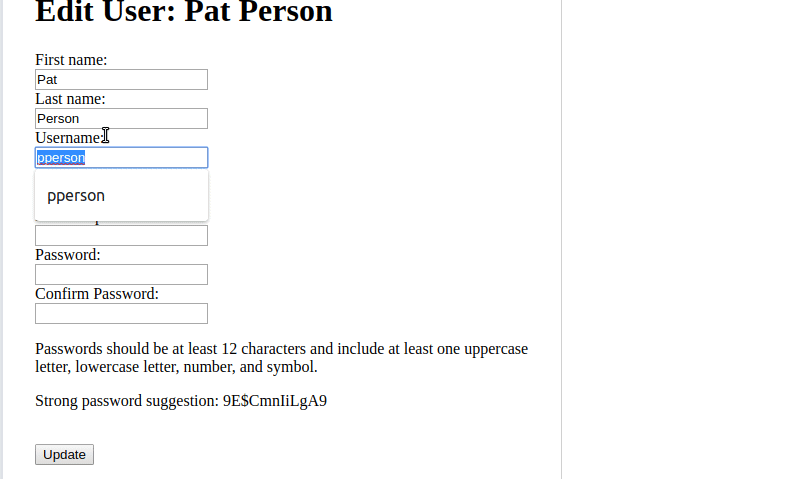 Edit User: Pat Person
First name:
Pat
Last name:
Person
Username:
pperson
pperson
Password:
Confirm Password:
Passwords should be at least 12 characters and include at least one uppercase
letter, lowercase letter, number, and symbol.
Strong password suggestion: 9E$CmnIiLgA9
Update